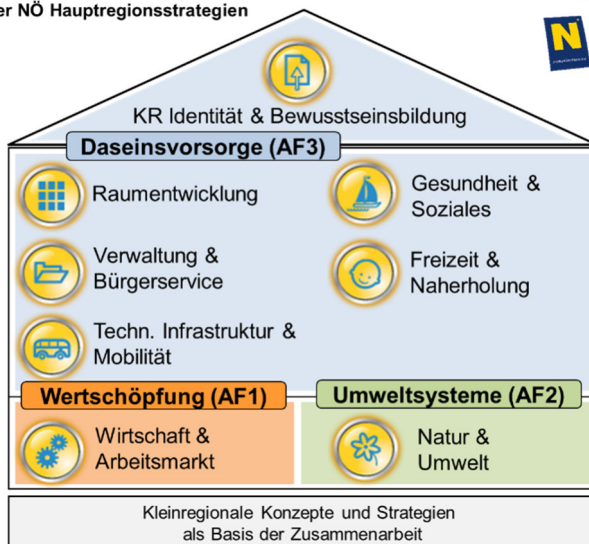 er NÖ Hauptregionsstrategien
N
KR Identität & Bewusstseinsbildung
Daseinsvorsorge (AF3)
Raumentwicklung
Gesundheit &
Soziales
Verwaltung &
Bürgerservice
Freizeit &
Naherholung
Techn. Infrastruktur &
Mobilität
Wertschöpfung (AF1)
Umweltsysteme (AF2)
Wirtschaft &
Arbeitsmarkt
Natur &
Umwelt
Kleinregionale Konzepte und Strategien
als Basis der Zusammenarbeit